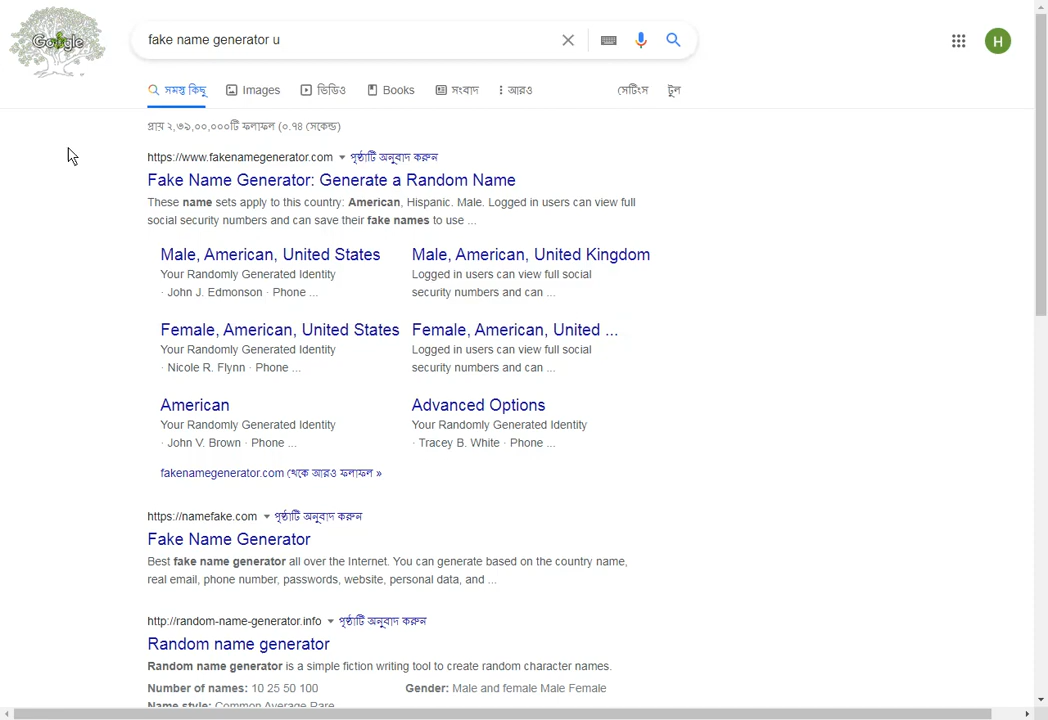 Google
fake name generator u
সমস্ত কিছু Images ভিডিও Books সংবাদ আরও সেটিংস টুল
H
প্রায় ২,৩৯,০০,০০০টি ফলাফল (০.৭৪ সেকেন্ড)
https://www.fakenamegenerator.com পৃষ্ঠাটি অনুবাদ করুন
Fake Name Generator: Generate a Random Name
These name sets apply to this country: American, Hispanic. Male. Logged in users can view full
social security numbers and can save their fake names to use ...
Male, American, United States
Your Randomly Generated Identity
· John J. Edmonson · Phone ...
Male, American, United Kingdom
Logged in users can view full social
security numbers and can ...
Female, American, United States
Your Randomly Generated Identity
· Nicole R. Flynn · Phone ...
Female, American, United ...
Logged in users can view full social
security numbers and can ...
American
Your Randomly Generated Identity
· John V. Brown · Phone ...
Advanced Options
Your Randomly Generated Identity
· Tracey B. White · Phone ...
fakenamegenerator.com থেকে আরও ফলাফল »
https://namefake.com পৃষ্ঠাটি অনুবাদ করুন
Fake Name Generator
Best fake name generator all over the Internet. You can generate based on the country name,
real email, phone number, passwords, website, personal data, and ...
http://random-name-generator.info পৃষ্ঠাটি অনুবাদ করুন
Random name generator
Random name generator is a simple fiction writing tool to create random character names.
Number of names: 10 25 50 100 Gender: Male and female Male Female
Name style: Common Average Rare